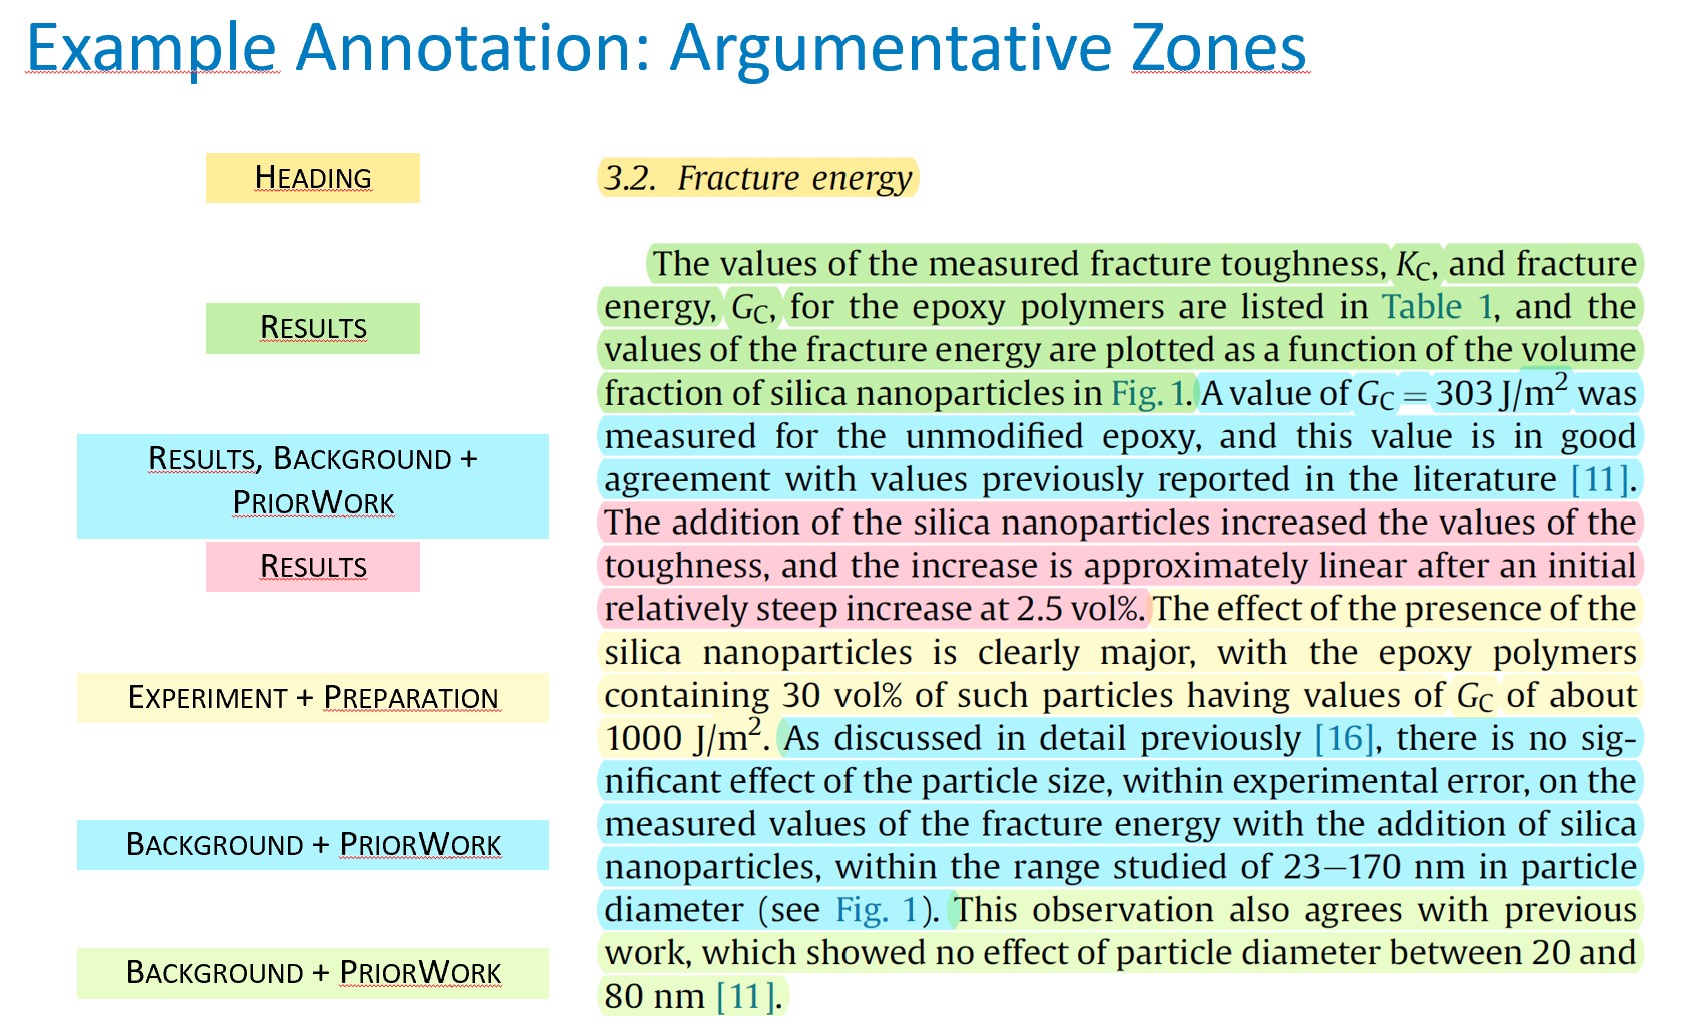 Example Annotation: Argumentative Zones
HEADING
3.2. Fracture energy
RESULTS
The values of the measured fracture toughness, KC, and fracture
energy, GC, for the epoxy polymers are listed in Table 1, and the
values of the fracture energy are plotted as a function of the volume
fraction of silica nanoparticles in Fig. 1. A value of GC = 303 J/m² was
measured for the unmodified epoxy, and this value is in good
agreement with values previously reported in the literature [11].
The addition of the silica nanoparticles increased the values of the
toughness, and the increase is approximately linear after an initial
relatively steep increase at 2.5 vol%. The effect of the presence of the
silica nanoparticles is clearly major, with the epoxy polymers
containing 30 vol% of such particles having values of GC of about
1000 J/m². As discussed in detail previously [16], there is no sig-
nificant effect of the particle size, within experimental error, on the
measured values of the fracture energy with the addition of silica
nanoparticles, within the range studied of 23–170 nm in particle
diameter (see Fig. 1). This observation also agrees with previous
work, which showed no effect of particle diameter between 20 and
80 nm [11].
RESULTS, BACKGROUND +
PRIORWORK
RESULTS
EXPERIMENT + PREPARATION
BACKGROUND + PRIORWORK
BACKGROUND + PRIORWORK